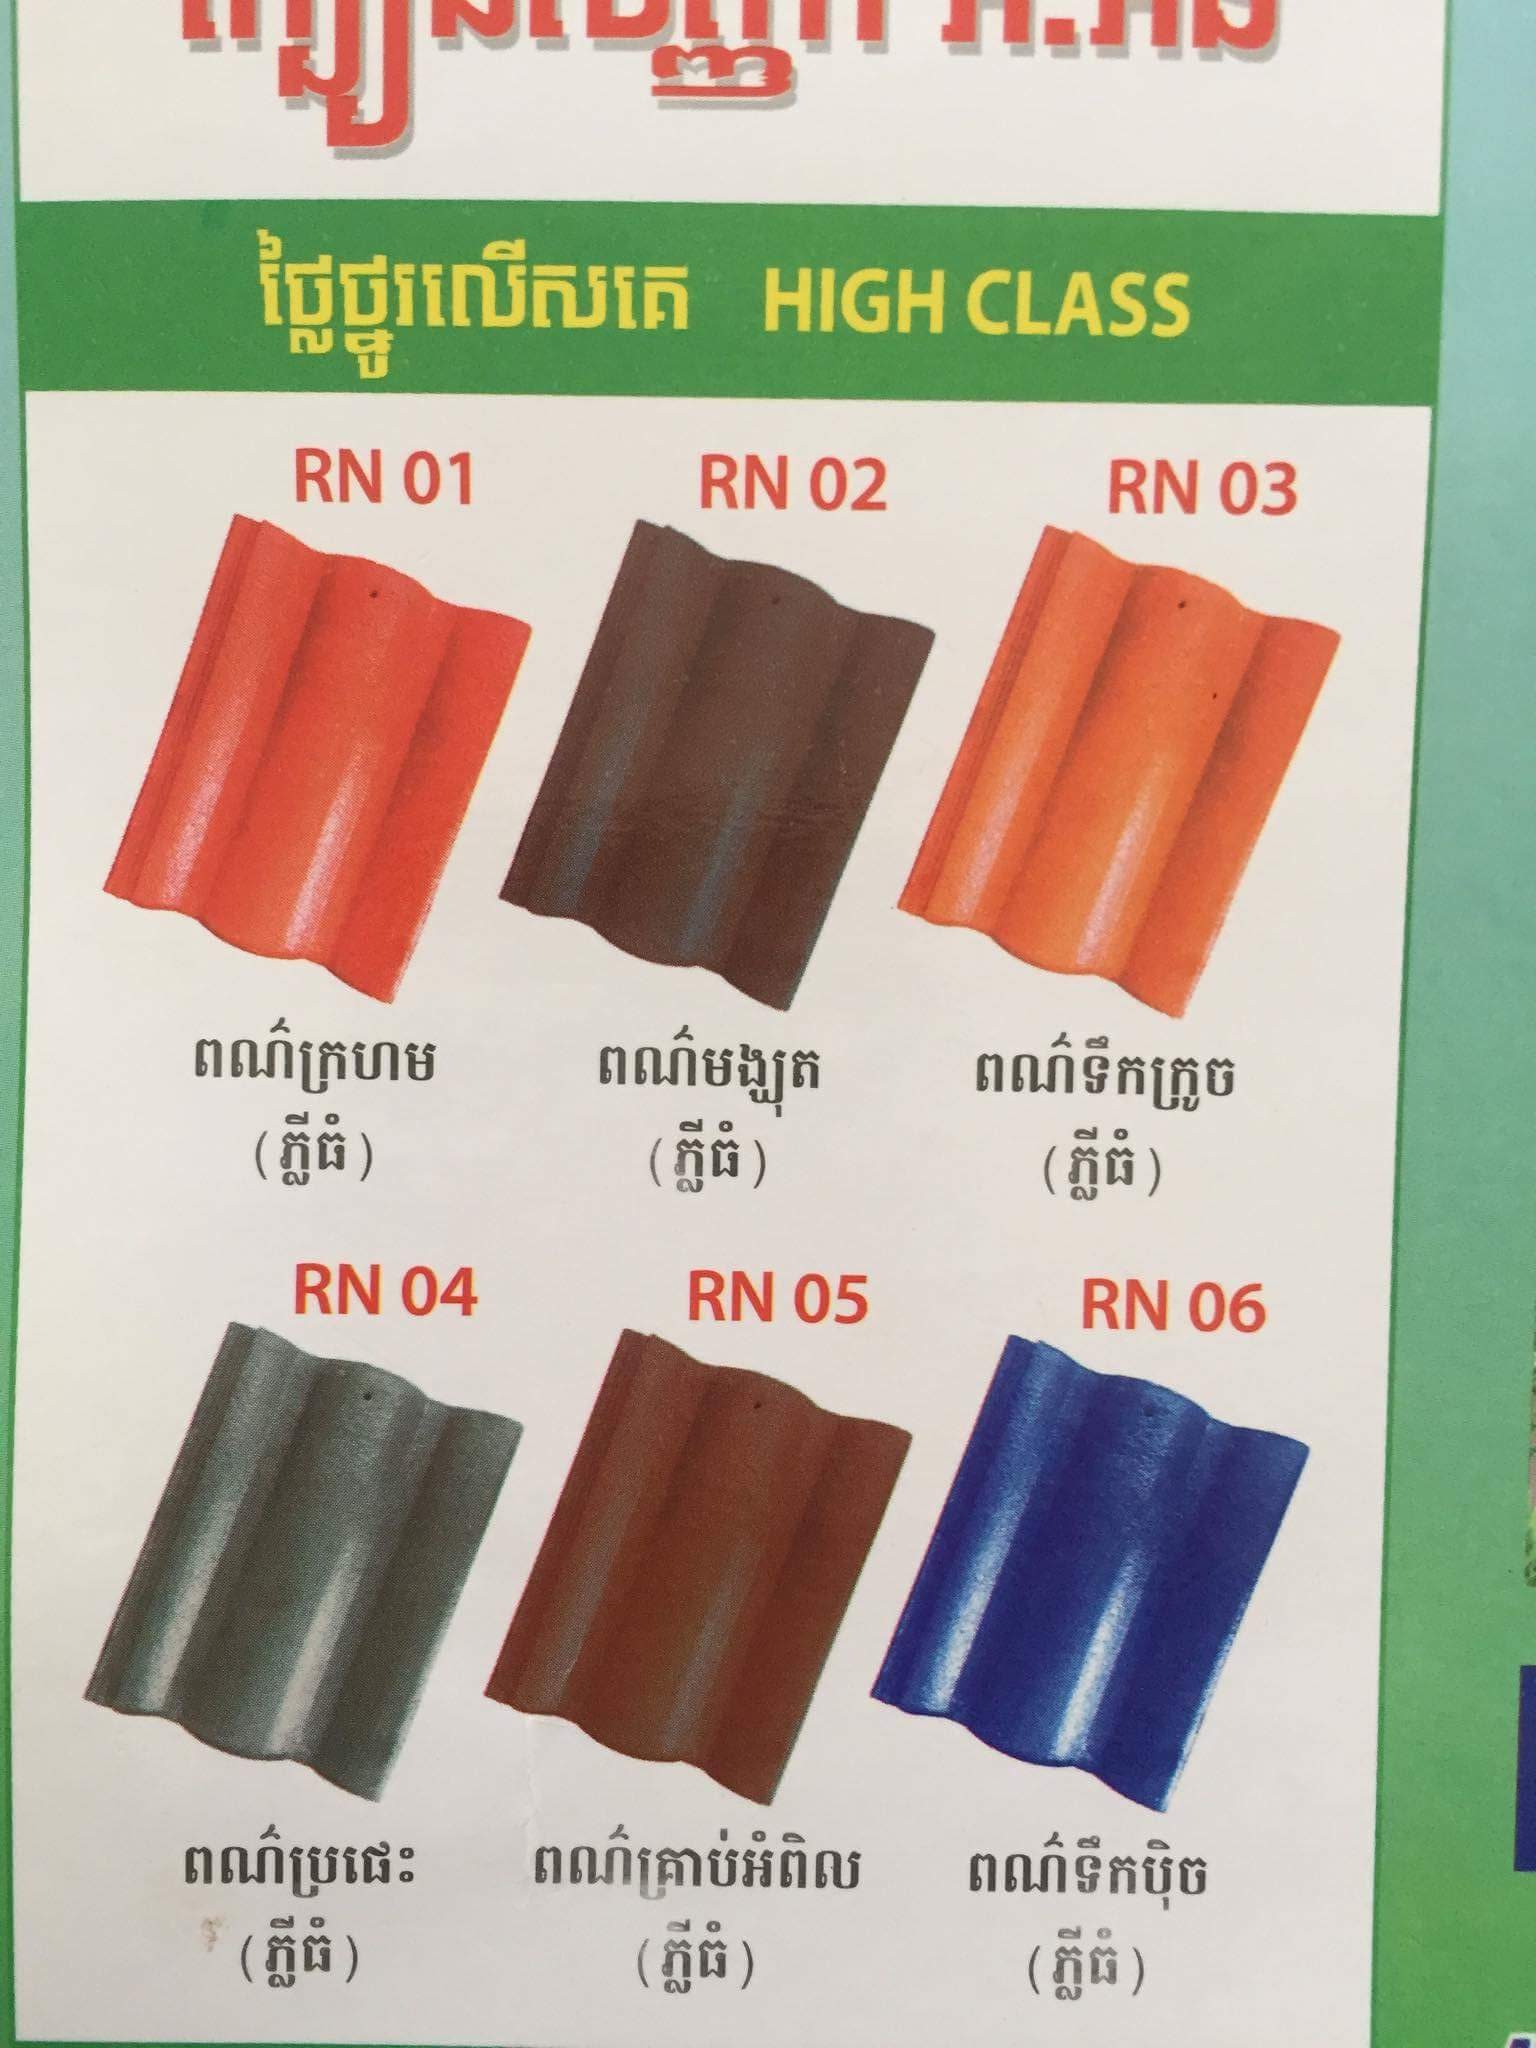 ថ្លៃថ្នូរលើសគេ HIGH CLASS
RN 01 RN 02 RN 03
ពណ៌ក្រហម ពណ៌មង្ឃុត ពណ៌ទឹកក្រូច
(ភ្លីធំ) (ភ្លីធំ) (ភ្លីធំ)
RN 04 RN 05 RN 06
ពណ៌ប្រផេះ ពណ៌គ្រាប់អំពិល ពណ៌ទឹកប៊ិច
(ភ្លីធំ) (ភ្លីធំ) (ភ្លីធំ)